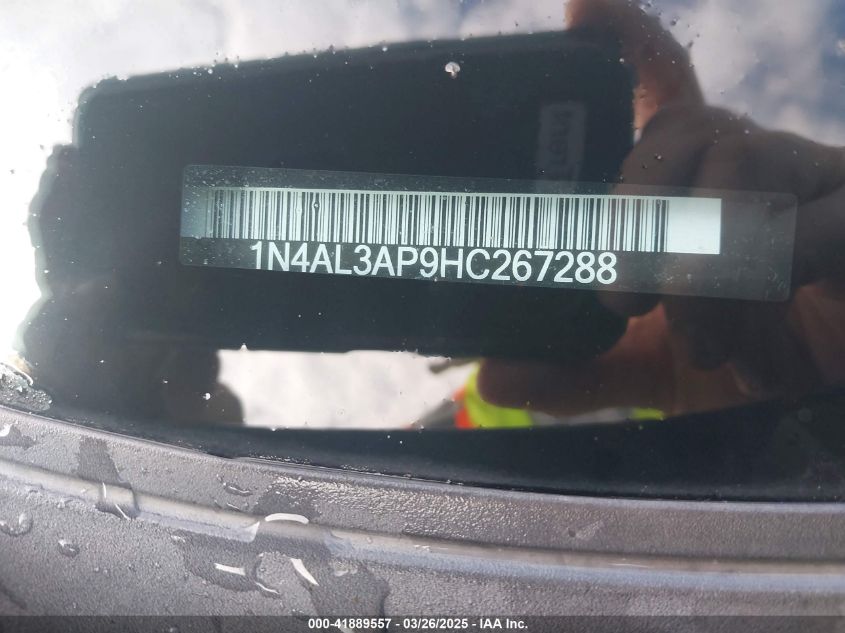 1N4AL3AP9HC267288
000-41889557 - 03/26/2025 - IAA Inc.